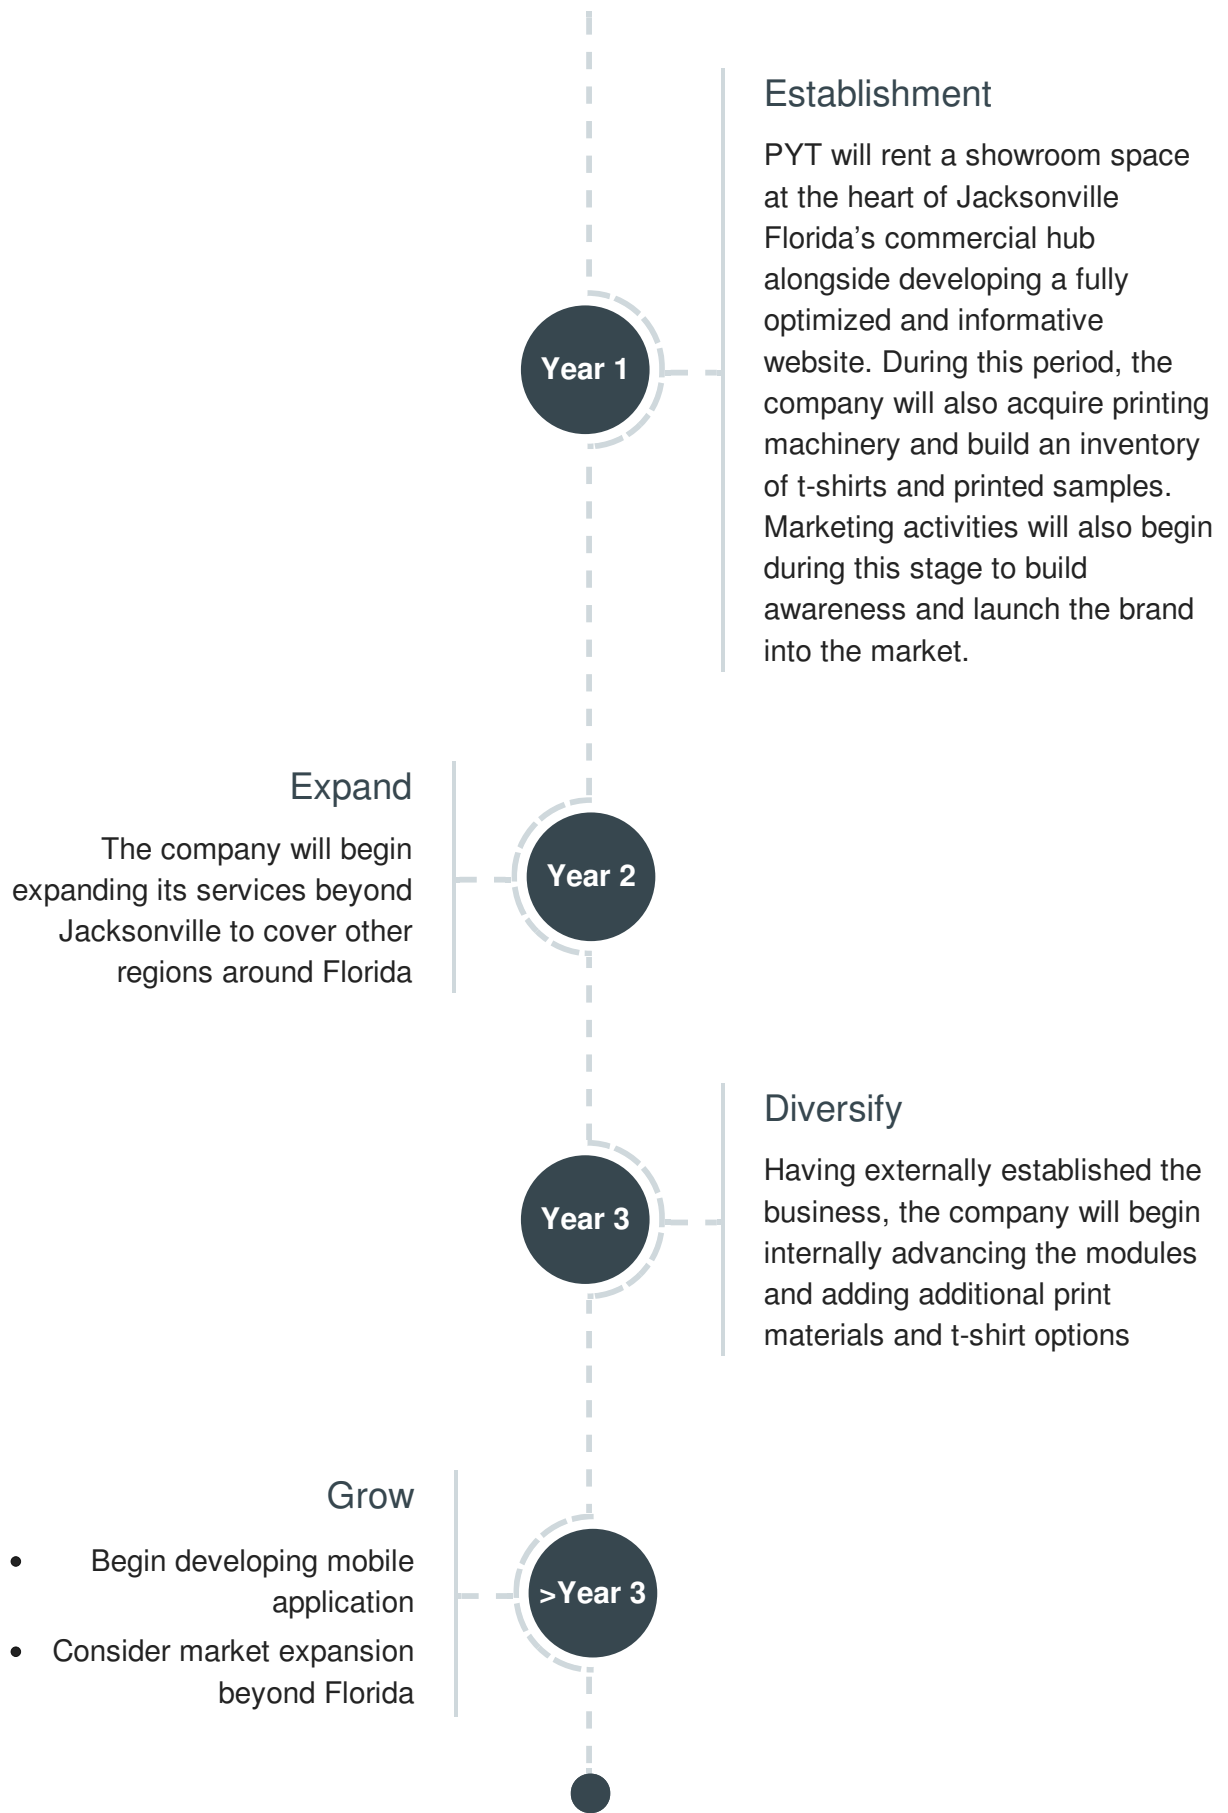 Establishment
PYT will rent a showroom space
at the heart of Jacksonville
Florida’s commercial hub
alongside developing a fully
optimized and informative
website. During this period, the
company will also acquire printing
machinery and build an inventory
of t-shirts and printed samples.
Marketing activities will also begin
during this stage to build
awareness and launch the brand
into the market.
Year 1
Expand
The company will begin
expanding its services beyond
Jacksonville to cover other
regions around Florida
Year 2
Diversify
Having externally established the
business, the company will begin
internally advancing the modules
and adding additional print
materials and t-shirt options
Year 3
Grow
• Begin developing mobile
application
• Consider market expansion
beyond Florida
>Year 3